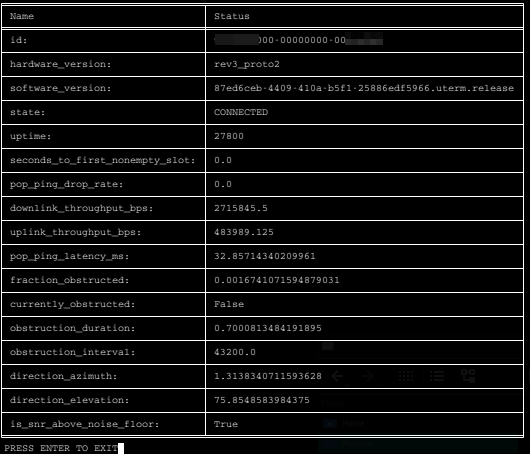 Name Status
id: 000-00000000-00
hardware_version: rev3_proto2
software_version: 87ed6ceb-4409-410a-b5f1-25886edf5966.uterm.release
state: CONNECTED
uptime: 27800
seconds_to_first_nonempty_slot: 0.0
pop_ping_drop_rate: 0.0
downlink_throughput_bps: 2715845.5
uplink_throughput_bps: 483989.125
pop_ping_latency_ms: 32.85714340209961
fraction_obstructed: 0.0016741071594879031
currently_obstructed: False
obstruction_duration: 0.7000813484191895
obstruction_interval: 43200.0
direction_azimuth: 1.3138340711593628
direction_elevation: 75.8548583984375
is_snr_above_noise_floor: True
PRESS ENTER TO EXIT